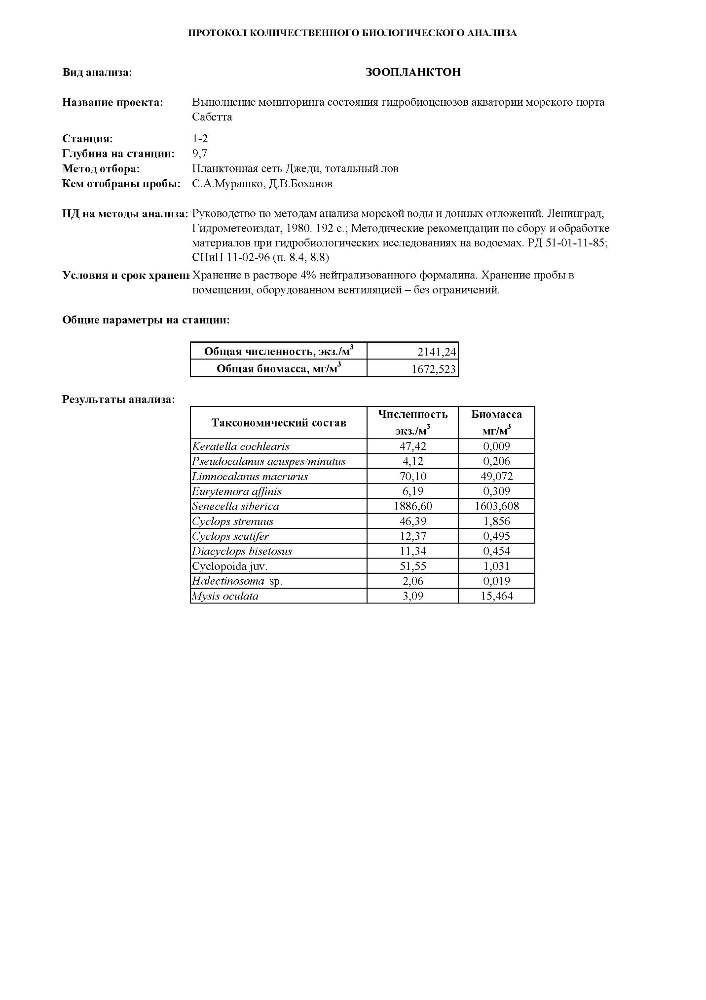 ПРОТОКОЛ КОЛИЧЕСТВЕННОГО БИОЛОГИЧЕСКОГО АНАЛИЗА
Вид анализа: ЗООПЛАНКТОН
Название проекта: Выполнение мониторинга состояния гидробиоценозов акватории морского порта
Сабетта
Станция: 1-2
Глубина на станции: 9,7
Метод отбора: Планктонная сеть Джеди, тотальный лов
Кем отобраны пробы: С.А.Мурашко, Д.В.Боханов
НД на методы анализа: Руководство по методам анализа морской воды и донных отложений. Ленинград,
Гидрометеоиздат, 1980. 192 с.; Методические рекомендации по сбору и обработке
материалов при гидробиологических исследованиях на водоемах. РД 51-01-11-85;
СНиП 11-02-96 (п. 8.4, 8.8)
Условия и срок хранени Хранение в растворе 4% нейтрализованного формалина. Хранение пробы в
помещении, оборудованном вентиляцией – без ограничений.
Общие параметры на станции:
Общая численность, экз./м³ 2141,24
Общая биомасса, мг/м³ 1672,523
Результаты анализа:
Таксономический состав Численность экз./м³ Биомасса мг/м³
Keratella cochlearis 47,42 0,009
Pseudocalanus acuspes/minutus 4,12 0,206
Limnocalanus macrurus 70,10 49,072
Eurytemora affinis 6,19 0,309
Senecella siberica 1886,60 1603,608
Cyclops strenuus 46,39 1,856
Cyclops scutifer 12,37 0,495
Diacyclops bisetosus 11,34 0,454
Cyclopoida juv. 51,55 1,031
Halectinosoma sp. 2,06 0,019
Mysis oculata 3,09 15,464